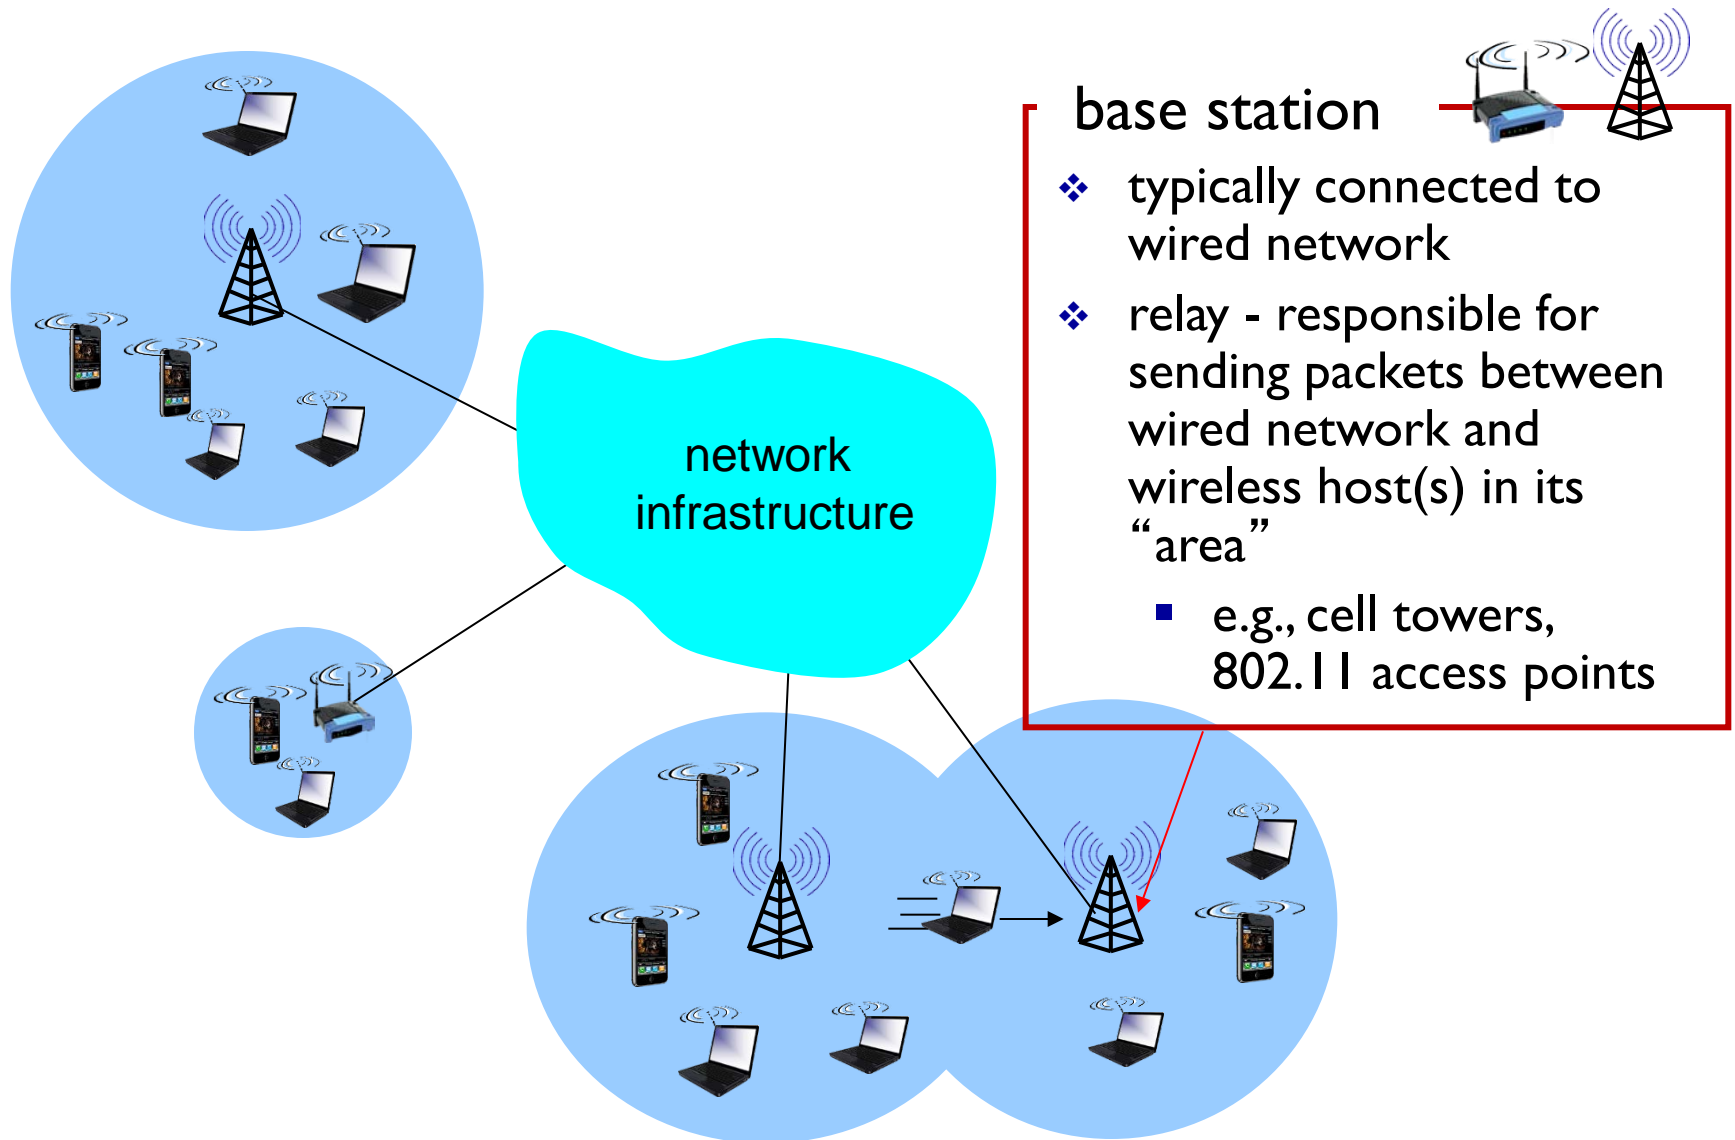 base station
❖ typically connected to
wired network
❖ relay - responsible for
sending packets between
wired network and
wireless host(s) in its
“area”
▪ e.g., cell towers,
802.11 access points
network
infrastructure